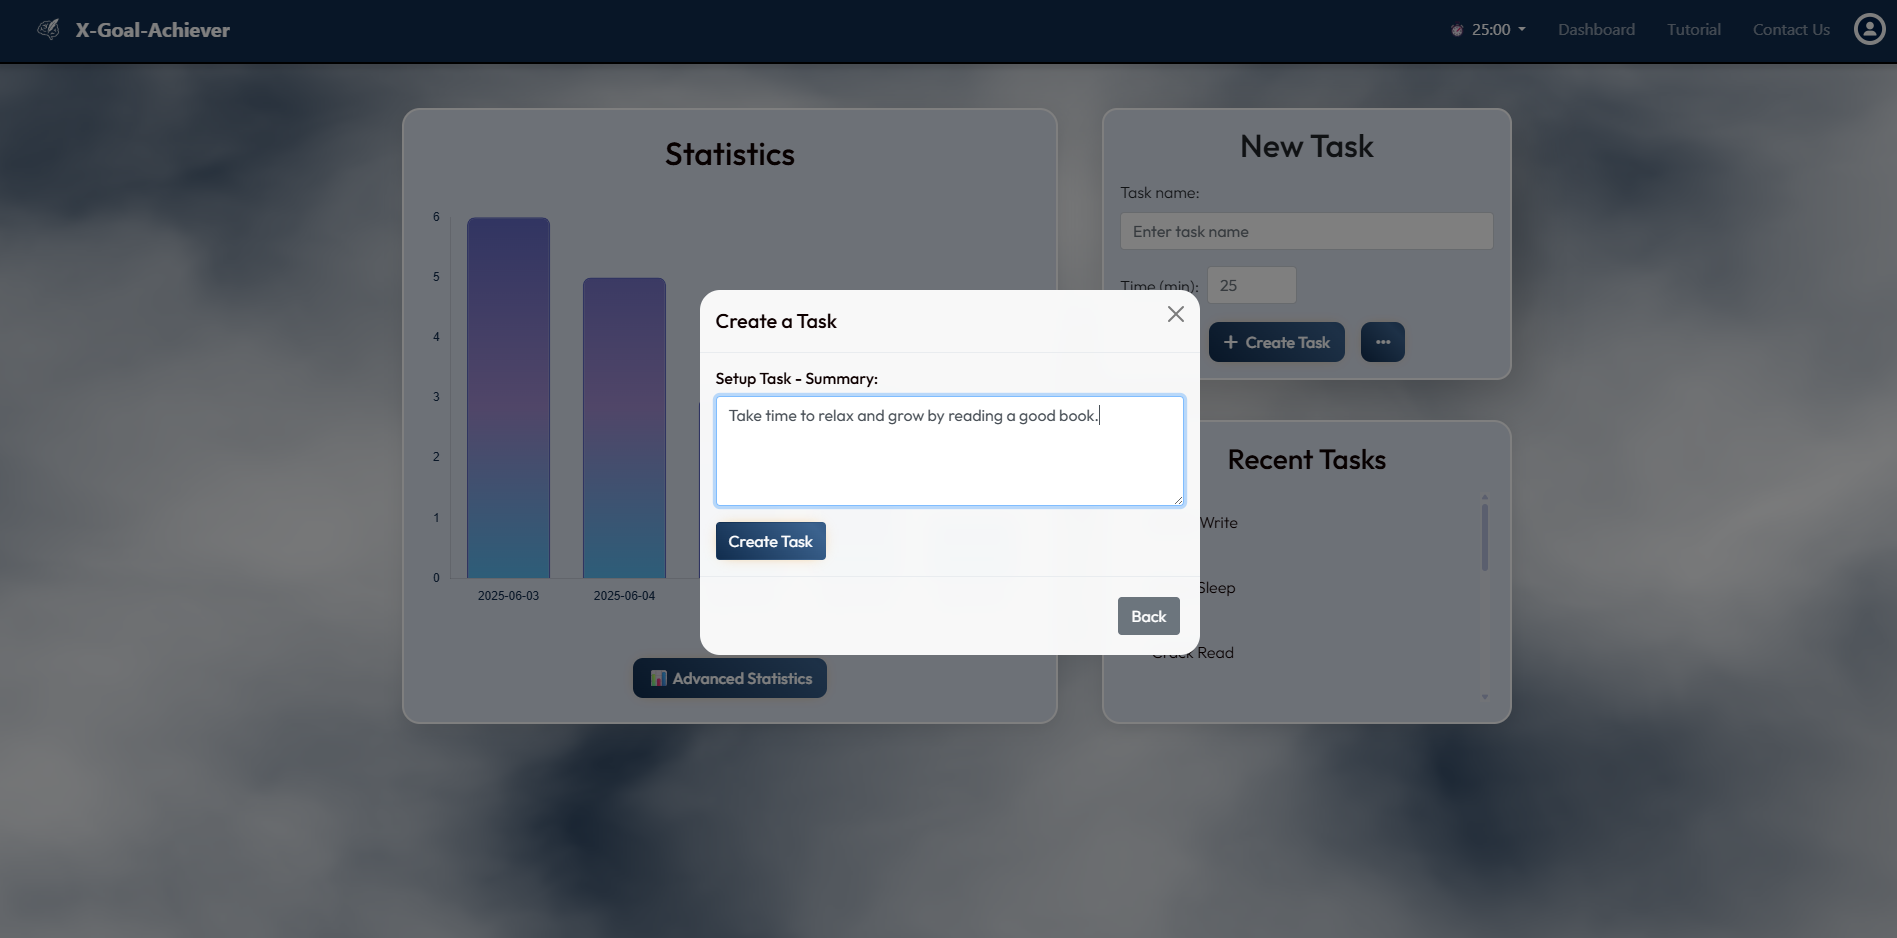 X-Goal-Achiever
25:00
Dashboard
Tutorial
Contact Us
Statistics
6
5
4
3
2
1
0
2025-06-03
2025-06-04
Advanced Statistics
New Task
Task name:
Enter task name
Time (min):
25
Create Task
Recent Tasks
Write
Sleep
Read
Create a Task
Setup Task - Summary:
Take time to relax and grow by reading a good book.
Create Task
Back